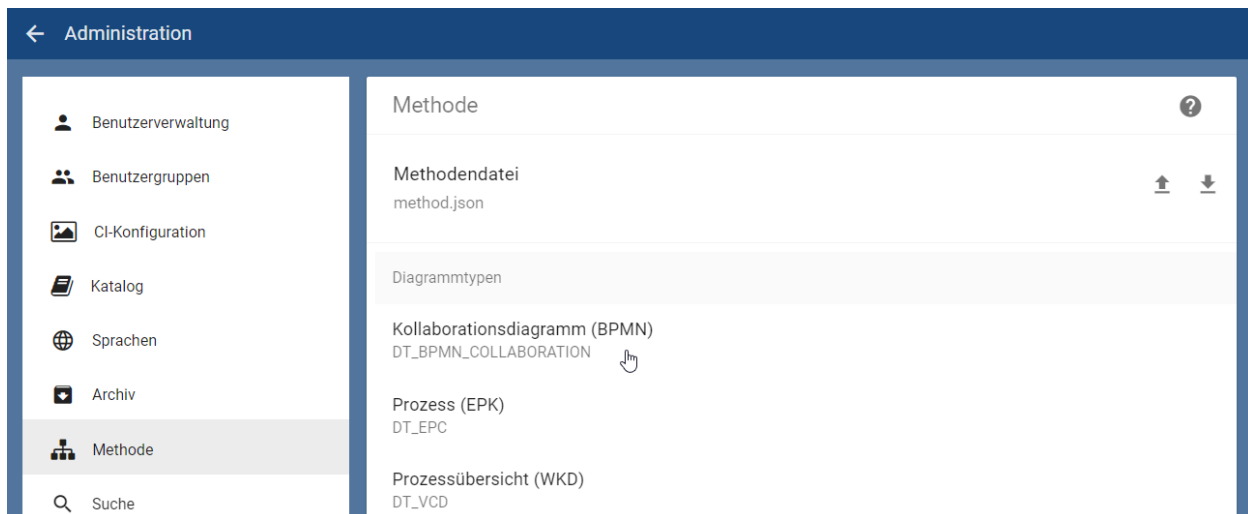 Administration
Benutzerverwaltung
Benutzergruppen
CI-Konfiguration
Katalog
Sprachen
Archiv
Methode
Suche
Methode
Methodendatei
method.json
Diagrammtypen
Kollaborationsdiagramm (BPMN)
DT_BPMN_COLLABORATION
Prozess (EPK)
DT_EPC
Prozessübersicht (WKD)
DT_VCD